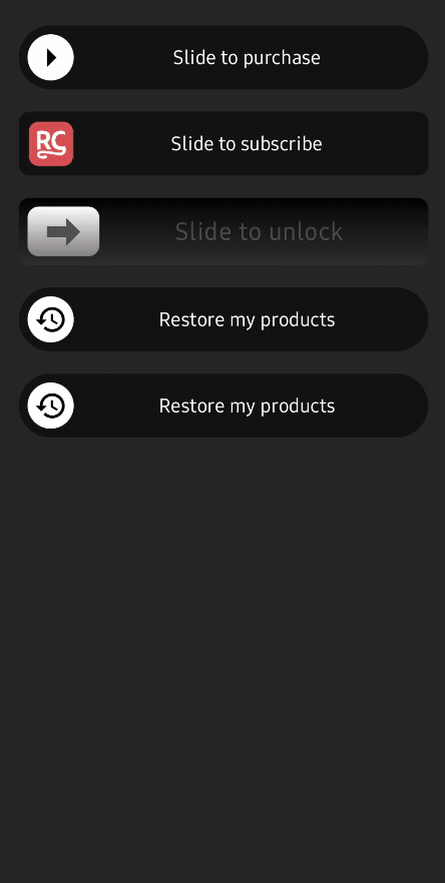 Slide to purchase
RC
Slide to subscribe
Slide to unlock
Restore my products
Restore my products